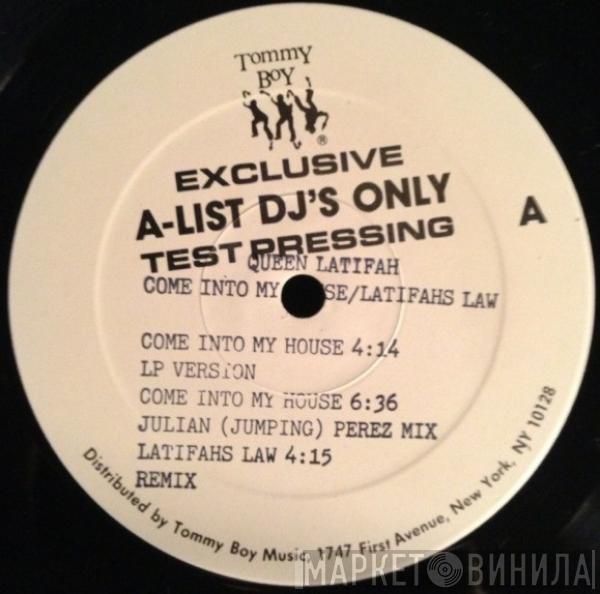 Tommy
Boy
®
EXCLUSIVE
A-LIST DJ'S ONLY
A
TEST PRESSING
QUEEN LATIFAH
COME INTO MY SE/LATIFAHS LAW
COME INTO MY HOUSE 4:14
LP VERSION
COME INTO MY HOUSE 6:36
JULIAN (JUMPING) PEREZ MIX
LATIFAHS LAW 4:15
REMIX
Distributed by Tommy Boy Music, 1747 First Avenue, New York, NY 10128
МАРКЕТ ВИНИЛА